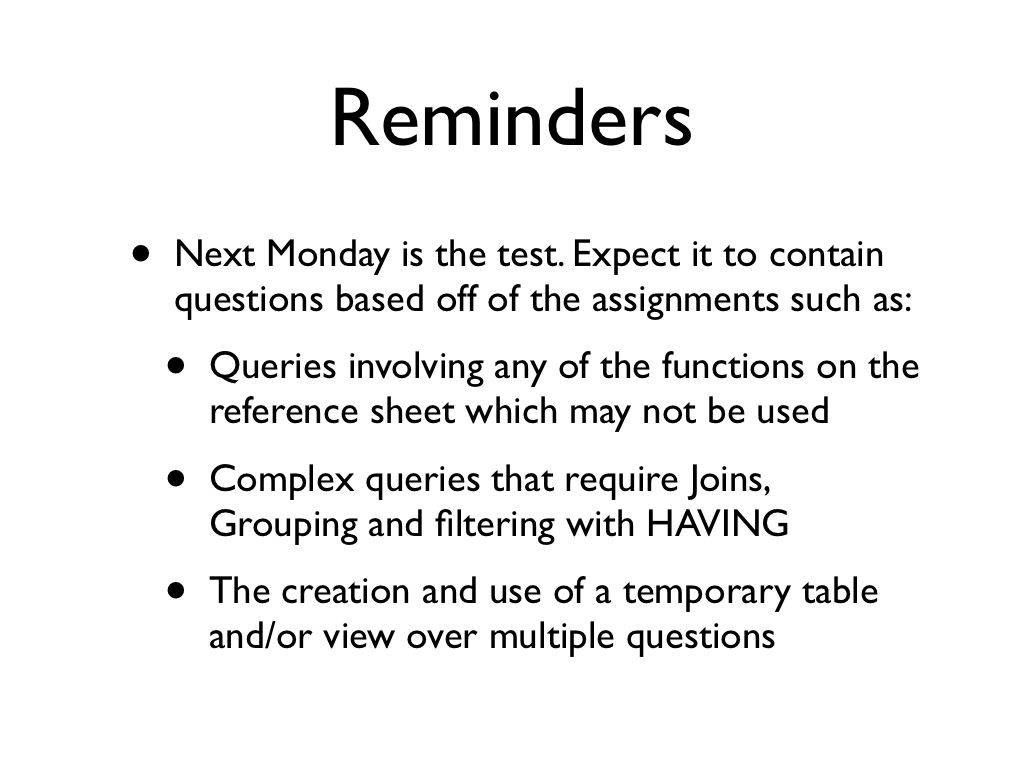 Reminders
• Next Monday is the test. Expect it to contain
questions based off of the assignments such as:
• Queries involving any of the functions on the
reference sheet which may not be used
• Complex queries that require Joins,
Grouping and filtering with HAVING
• The creation and use of a temporary table
and/or view over multiple questions